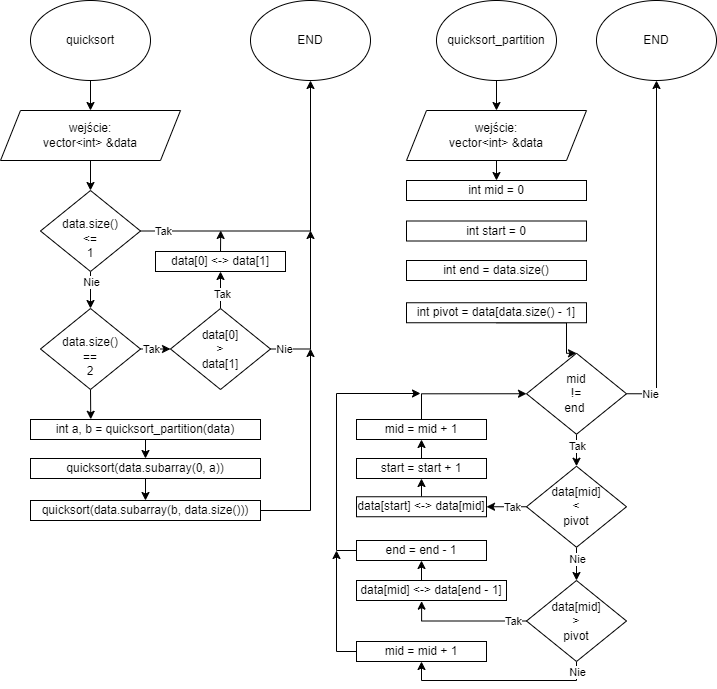 quicksort
END
wejście:
vector<int> &data
data.size()
<=
1
Tak
Nie
data[0] <-> data[1]
Tak
data.size()
==
2
Tak
data[0]
>
data[1]
Nie
int a, b = quicksort_partition(data)
quicksort(data.subarray(0, a))
quicksort(data.subarray(b, data.size()))
quicksort_partition
END
wejście:
vector<int> &data
int mid = 0
int start = 0
int end = data.size()
int pivot = data[data.size() - 1]
mid
!=
end
Nie
Tak
mid = mid + 1
start = start + 1
data[start] <-> data[mid]
Tak
data[mid]
<
pivot
Nie
end = end - 1
data[mid] <-> data[end - 1]
Tak
data[mid]
>
pivot
Nie
mid = mid + 1